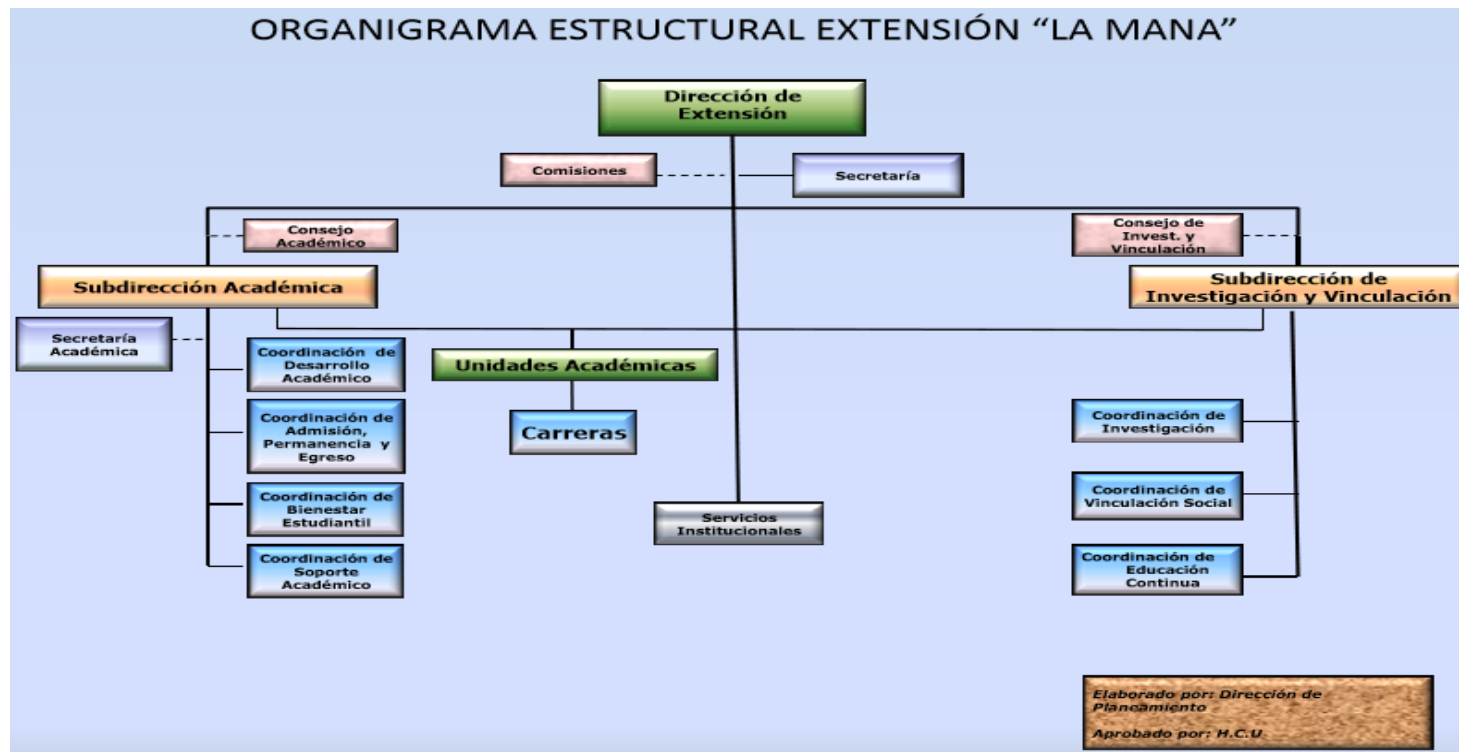 ORGANIGRAMA ESTRUCTURAL EXTENSIÓN “LA MANA”
Dirección de
Extensión
Comisiones
Secretaría
Consejo
Académico
Consejo de
Invest. y
Vinculación
Subdirección Académica
Subdirección de
Investigación y Vinculación
Secretaría
Académica
Coordinación de
Desarrollo
Académico
Unidades Académicas
Coordinación de
Admisión,
Permanencia y
Egreso
Carreras
Coordinación de
Investigación
Coordinación de
Bienestar
Estudiantil
Servicios
Institucionales
Coordinación de
Vinculación Social
Coordinación de
Soporte
Académico
Coordinación de
Educación
Continua
Elaborado por: Dirección de
Planeamiento
Aprobado por: H.C.U